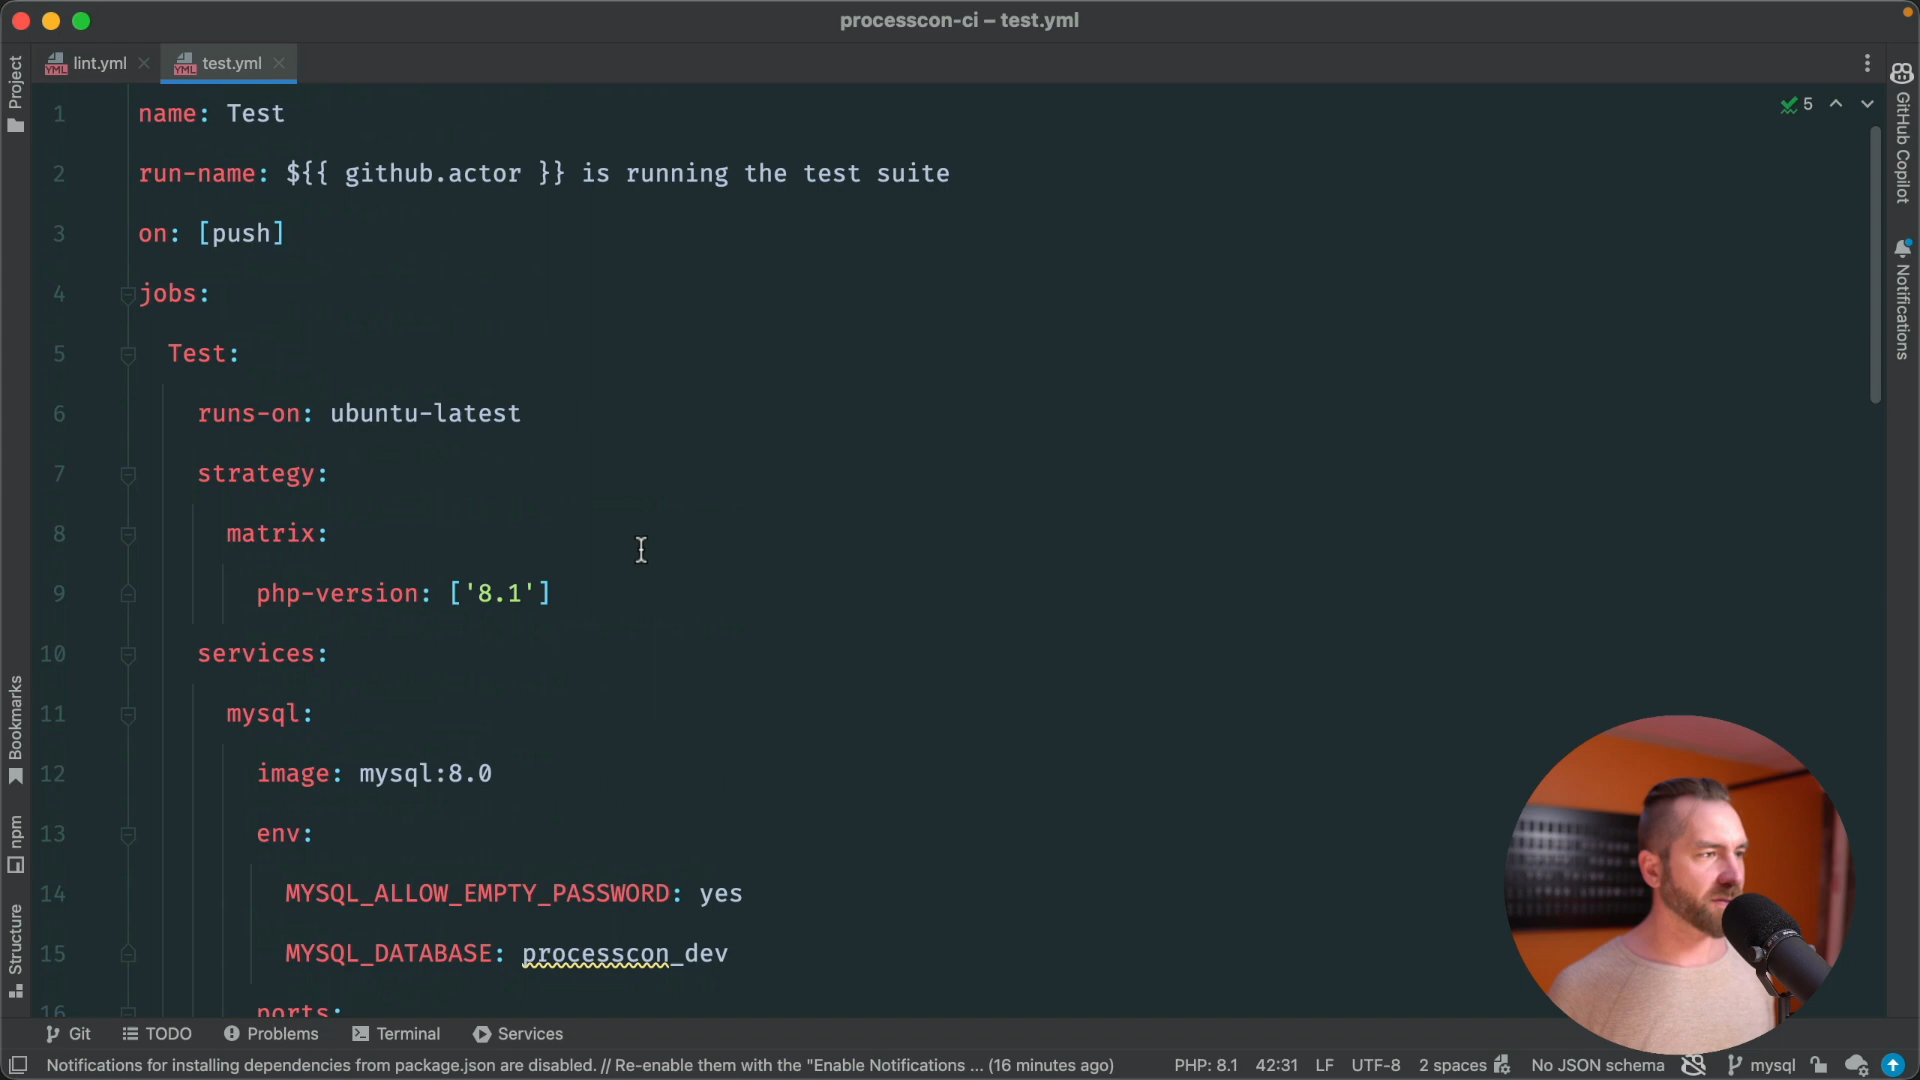 processcon-ci – test.yml
lint.yml
test.yml
Project
1 name: Test
2 run-name: ${{ github.actor }} is running the test suite
3 on: [push]
4 jobs:
5 Test:
6 runs-on: ubuntu-latest
7 strategy:
8 matrix:
9 php-version: ['8.1']
10 services:
11 mysql:
12 image: mysql:8.0
13 env:
14 MYSQL_ALLOW_EMPTY_PASSWORD: yes
15 MYSQL_DATABASE: processcon_dev
16 ports:
5
GitHub Copilot
Notifications
Bookmarks
npm
Structure
Git
TODO
Problems
Terminal
Services
Notifications for installing dependencies from package.json are disabled. // Re-enable them with the "Enable Notifications ... (16 minutes ago)
PHP: 8.1
42:31
LF
UTF-8
2 spaces
No JSON schema
mysql